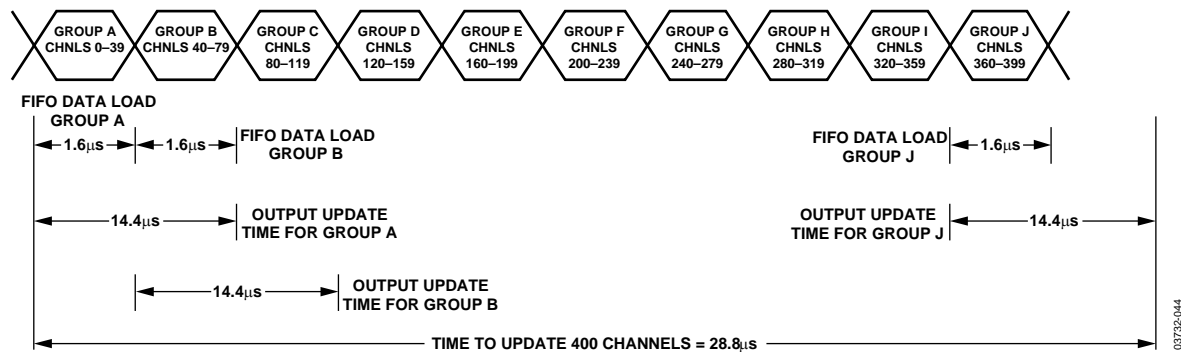 GROUP A
CHNLS 0–39
GROUP B
CHNLS 40–79
GROUP C
CHNLS
80–119
GROUP D
CHNLS
120–159
GROUP E
CHNLS
160–199
GROUP F
CHNLS
200–239
GROUP G
CHNLS
240–279
GROUP H
CHNLS
280–319
GROUP I
CHNLS
320–359
GROUP J
CHNLS
360–399
FIFO DATA LOAD
GROUP A
1.6μs
1.6μs
FIFO DATA LOAD
GROUP B
FIFO DATA LOAD
GROUP J
1.6μs
14.4μs
OUTPUT UPDATE
TIME FOR GROUP A
OUTPUT UPDATE
TIME FOR GROUP J
14.4μs
14.4μs
OUTPUT UPDATE
TIME FOR GROUP B
TIME TO UPDATE 400 CHANNELS = 28.8μs
03732-044